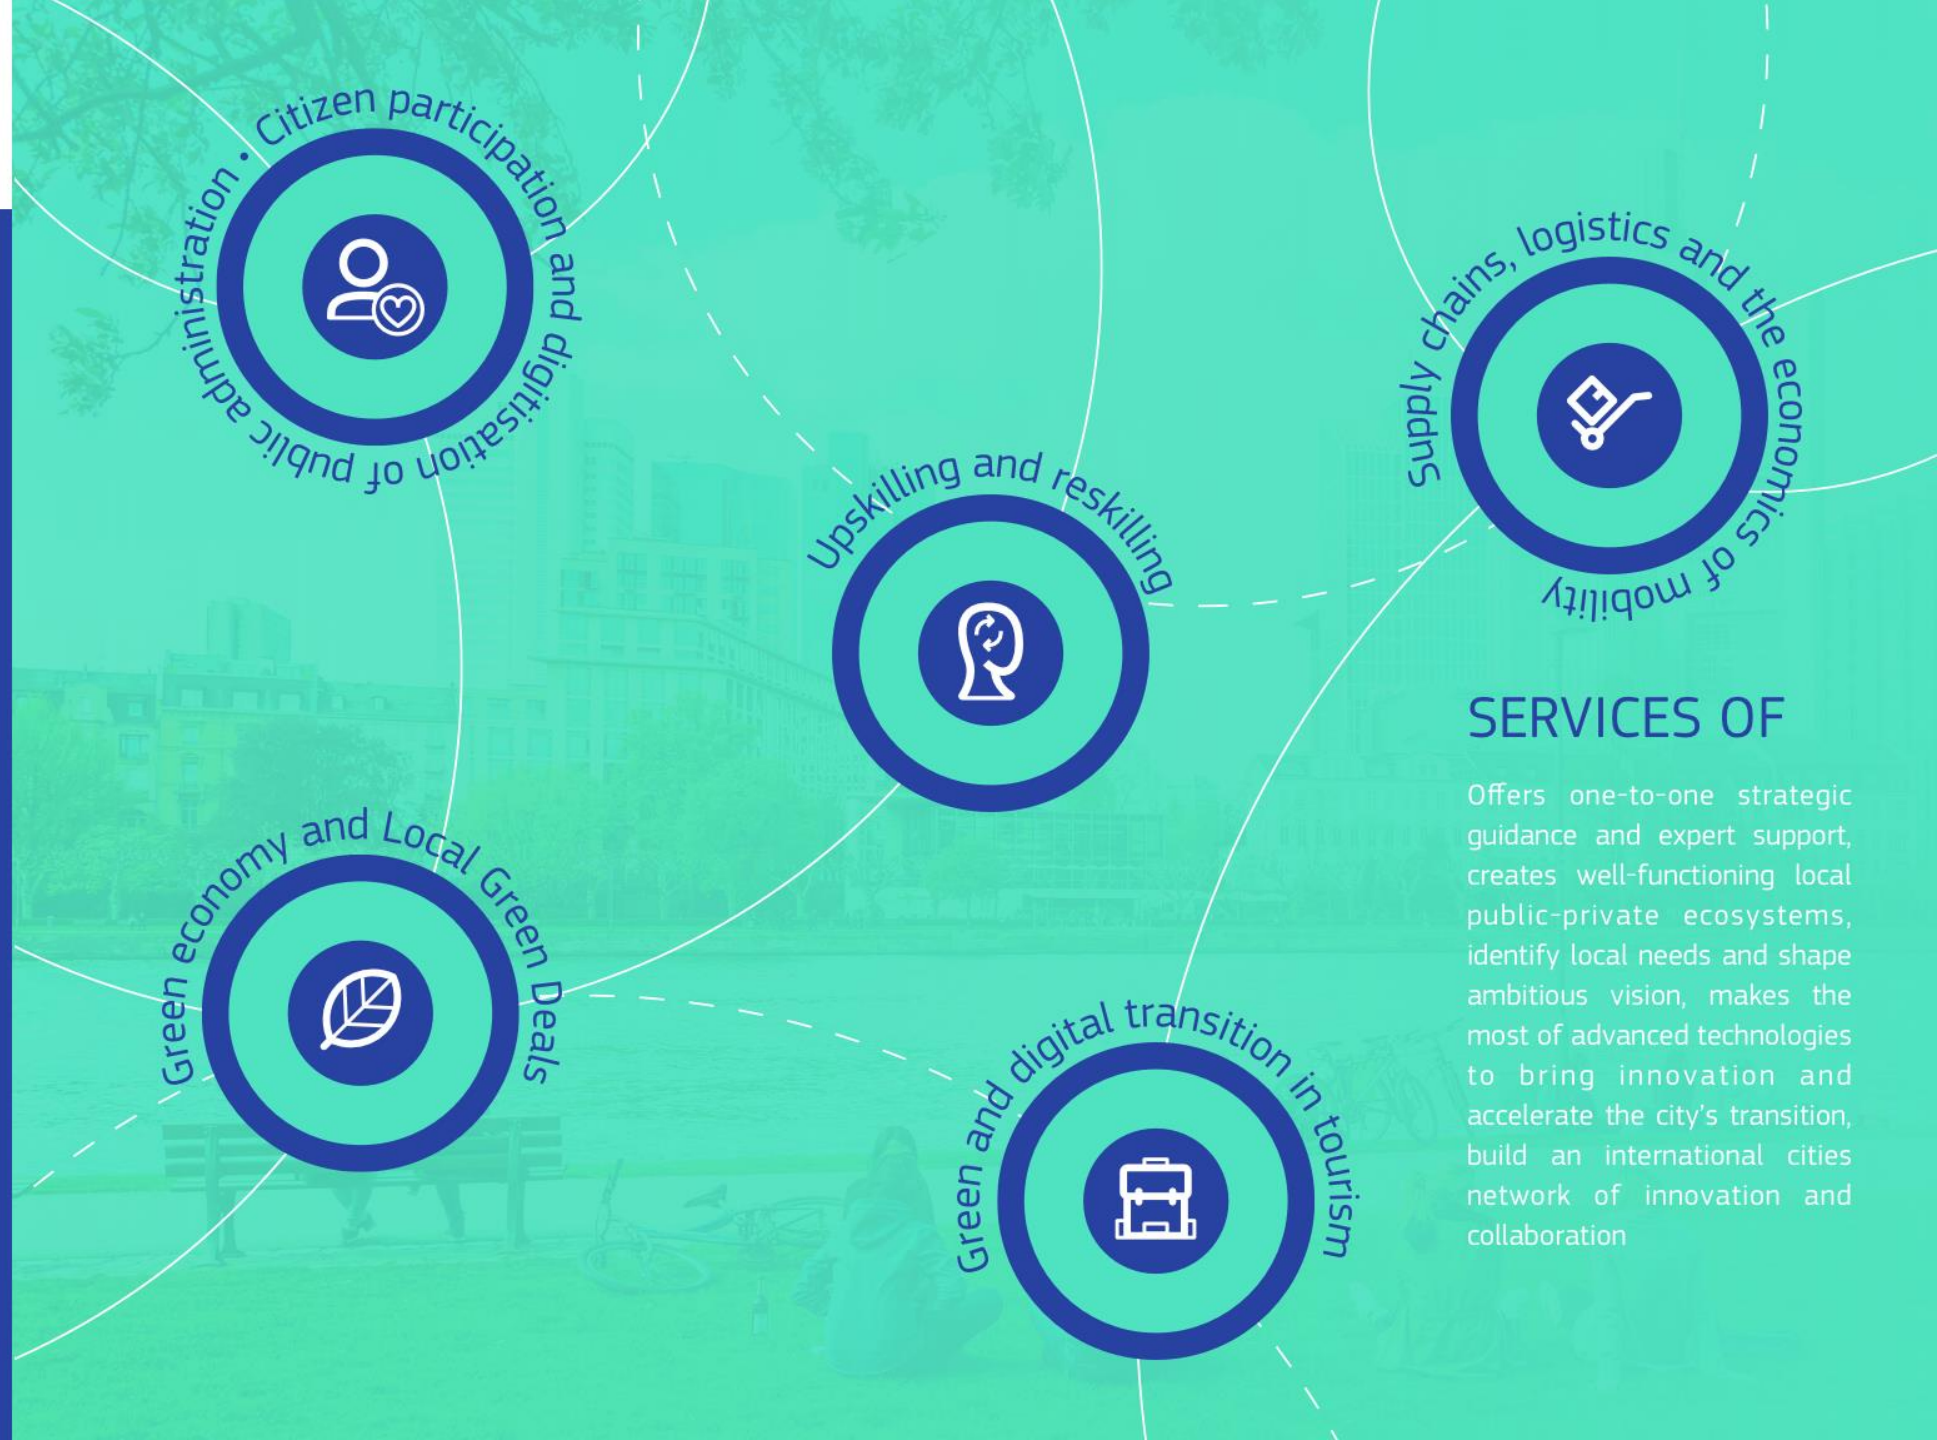 Citizen participation and digitisation of public administration •
Supply chains, logistics and the economics of mobility
Upskilling and reskilling
Green economy and Local Green Deals
Green and digital transition in tourism
SERVICES OF
Offers one-to-one strategic
guidance and expert support,
creates well-functioning local
public-private ecosystems,
identify local needs and shape
ambitious vision, makes the
most of advanced technologies
to bring innovation and
accelerate the city's transition,
build an international cities
network of innovation and
collaboration